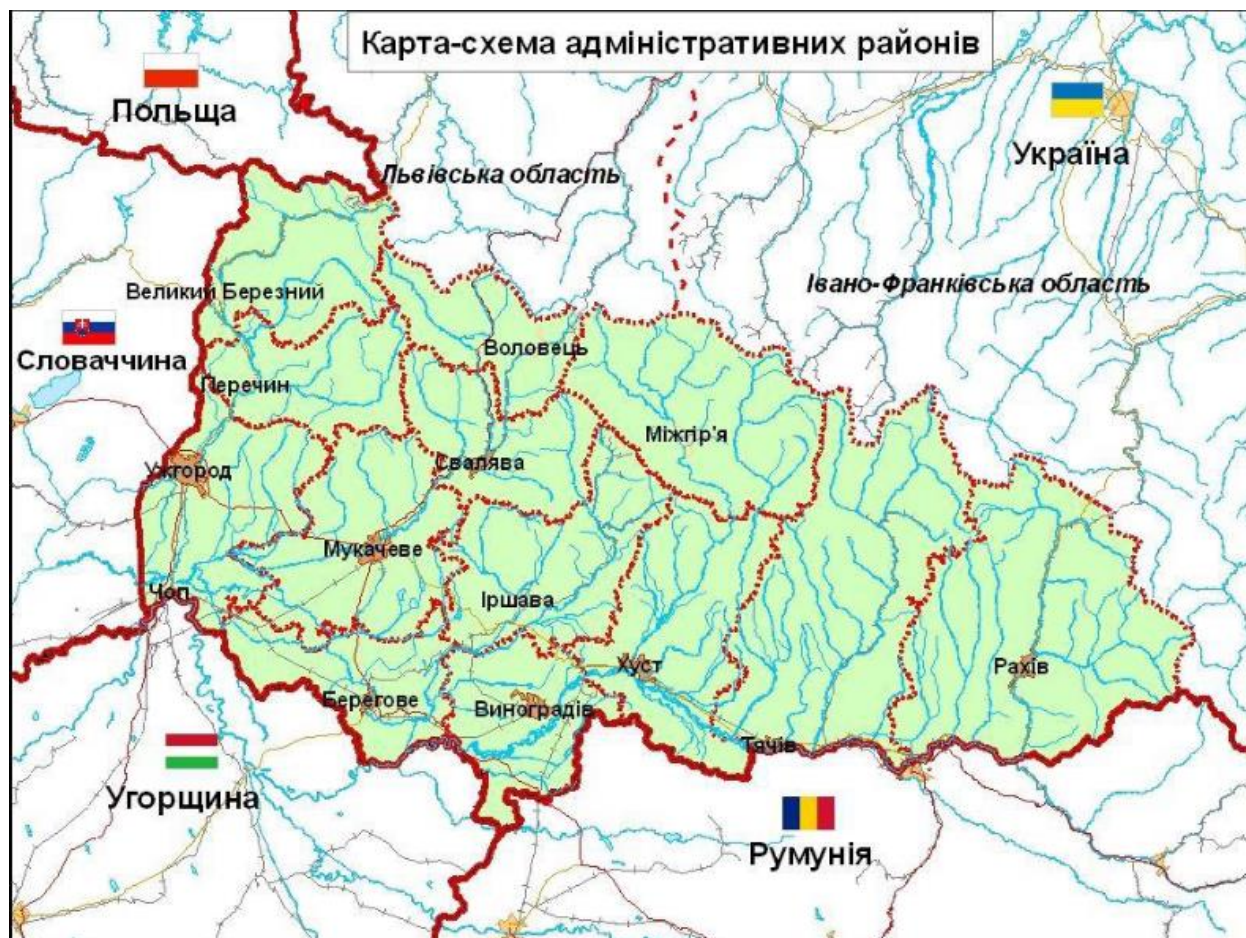 Карта-схема адміністративних районів
Польща
Україна
Львівська область
Івано-Франківська область
Великий Березний
Словаччина
Воловець
Перечин
Міжгір'я
Ужгород
Свалява
Мукачеве
Чоп
Іршава
Хуст
Рахів
Берегове
Виноградів
Тячів
Угорщина
Румунія